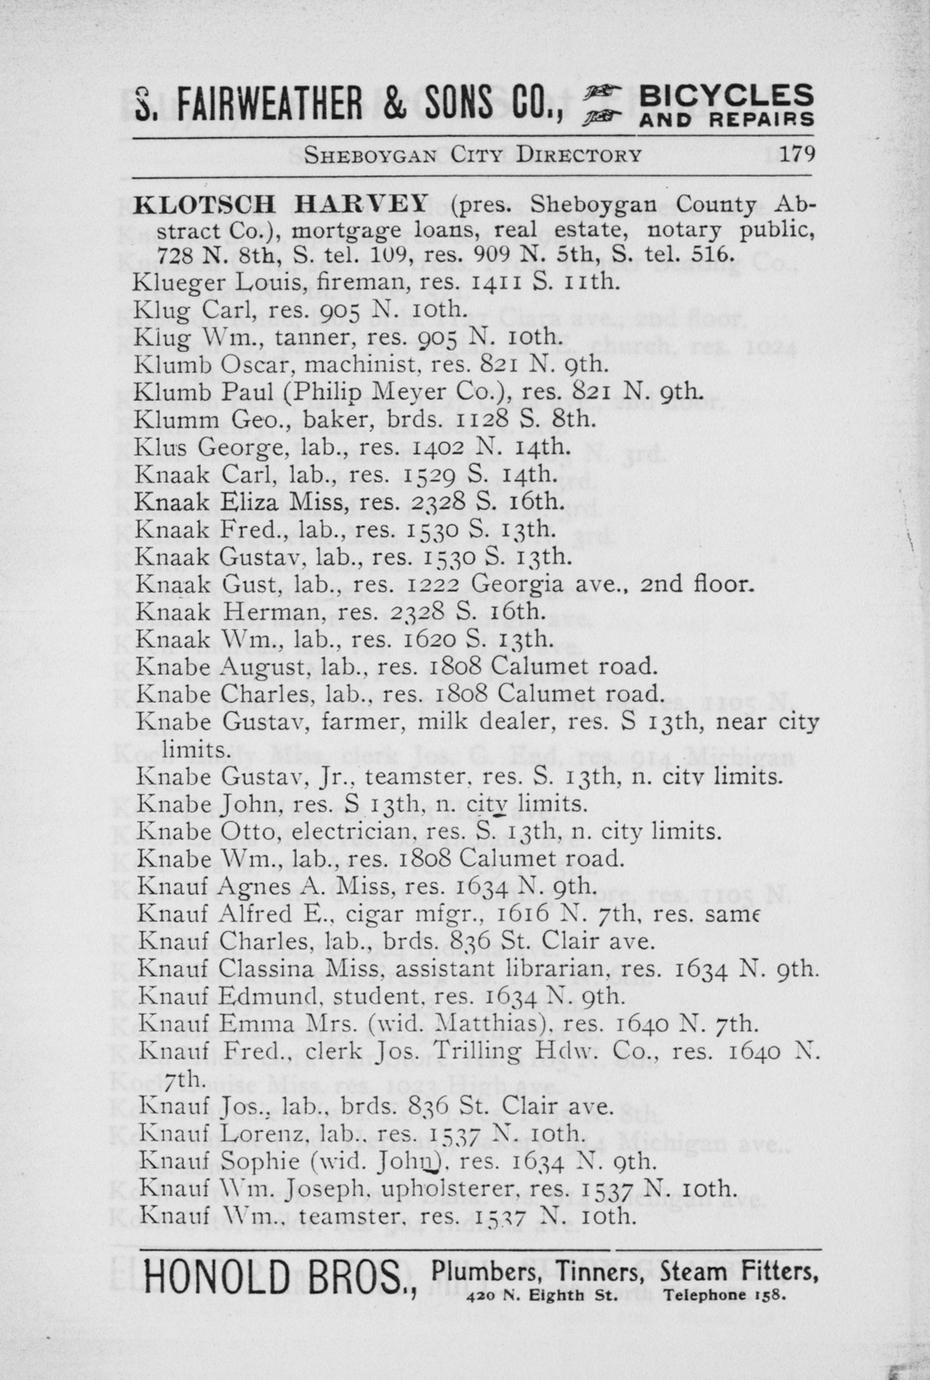 S. FAIRWEATHER & SONS CO., BICYCLES
AND REPAIRS
SHEBOYGAN CITY DIRECTORY 179
KLOTSCH HARVEY (pres. Sheboygan County Ab-
stract Co.), mortgage loans, real estate, notary public,
728 N. 8th, S. tel. 109, res. 909 N. 5th, S. tel. 516.
Klueger Louis, fireman, res. 1411 S. 11th.
Klug Carl, res. 905 N. 10th.
Klug Wm., tanner, res. 905 N. 10th.
Klumb Oscar, machinist, res. 821 N. 9th.
Klumb Paul (Philip Meyer Co.), res. 821 N. 9th.
Klumm Geo., baker, brds. 1128 S. 8th.
Klus George, lab., res. 1402 N. 14th.
Knaak Carl, lab., res. 1529 S. 14th.
Knaak Eliza Miss, res. 2328 S. 16th.
Knaak Fred., lab., res. 1530 S. 13th.
Knaak Gustav, lab., res. 1530 S. 13th.
Knaak Gust, lab., res. 1222 Georgia ave., 2nd floor.
Knaak Herman, res. 2328 S. 16th.
Knaak Wm., lab., res. 1620 S. 13th.
Knabe August, lab., res. 1808 Calumet road.
Knabe Charles, lab., res. 1808 Calumet road.
Knabe Gustav, farmer, milk dealer, res. S 13th, near city
limits.
Knabe Gustav, Jr., teamster, res. S. 13th, n. city limits.
Knabe John, res. S 13th, n. city limits.
Knabe Otto, electrician, res. S. 13th, n. city limits.
Knabe Wm., lab., res. 1808 Calumet road.
Knauf Agnes A. Miss, res. 1634 N. 9th.
Knauf Alfred E., cigar mfgr., 1616 N. 7th, res. same
Knauf Charles, lab., brds. 836 St. Clair ave.
Knauf Classina Miss, assistant librarian, res. 1634 N. 9th.
Knauf Edmund, student, res. 1634 N. 9th.
Knauf Emma Mrs. (wid. Matthias), res. 1640 N. 7th.
Knauf Fred., clerk Jos. Trilling Hdw. Co., res. 1640 N.
7th.
Knauf Jos., lab., brds. 836 St. Clair ave.
Knauf Lorenz, lab., res. 1537 N. 10th.
Knauf Sophie (wid. John), res. 1634 N. 9th.
Knauf Wm. Joseph, upholsterer, res. 1537 N. 10th.
Knauf Wm., teamster, res. 1537 N. 10th.
HONOLD BROS., Plumbers, Tinners, Steam Fitters,
420 N. Eighth St. Telephone 158.